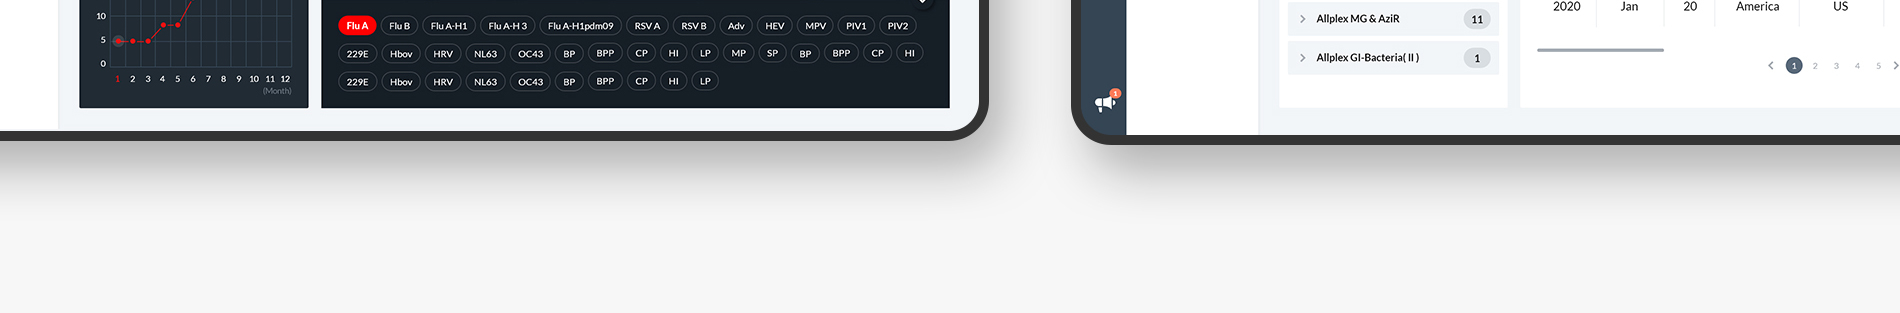 10
5
0
1 2 3 4 5 6 7 8 9 10 11 12
(Month)
Flu A Flu B Flu A-H1 Flu A-H 3 Flu A-H1pdm09 RSV A RSV B Adv HEV MPV PIV1 PIV2
229E Hbov HRV NL63 OC43 BP BPP CP HI LP MP SP BP BPP CP HI
229E Hbov HRV NL63 OC43 BP BPP CP HI LP
1
Allplex MG & AziR 11
Allplex GI-Bacteria( II ) 1
2020 Jan 20 America US
1 2 3 4 5